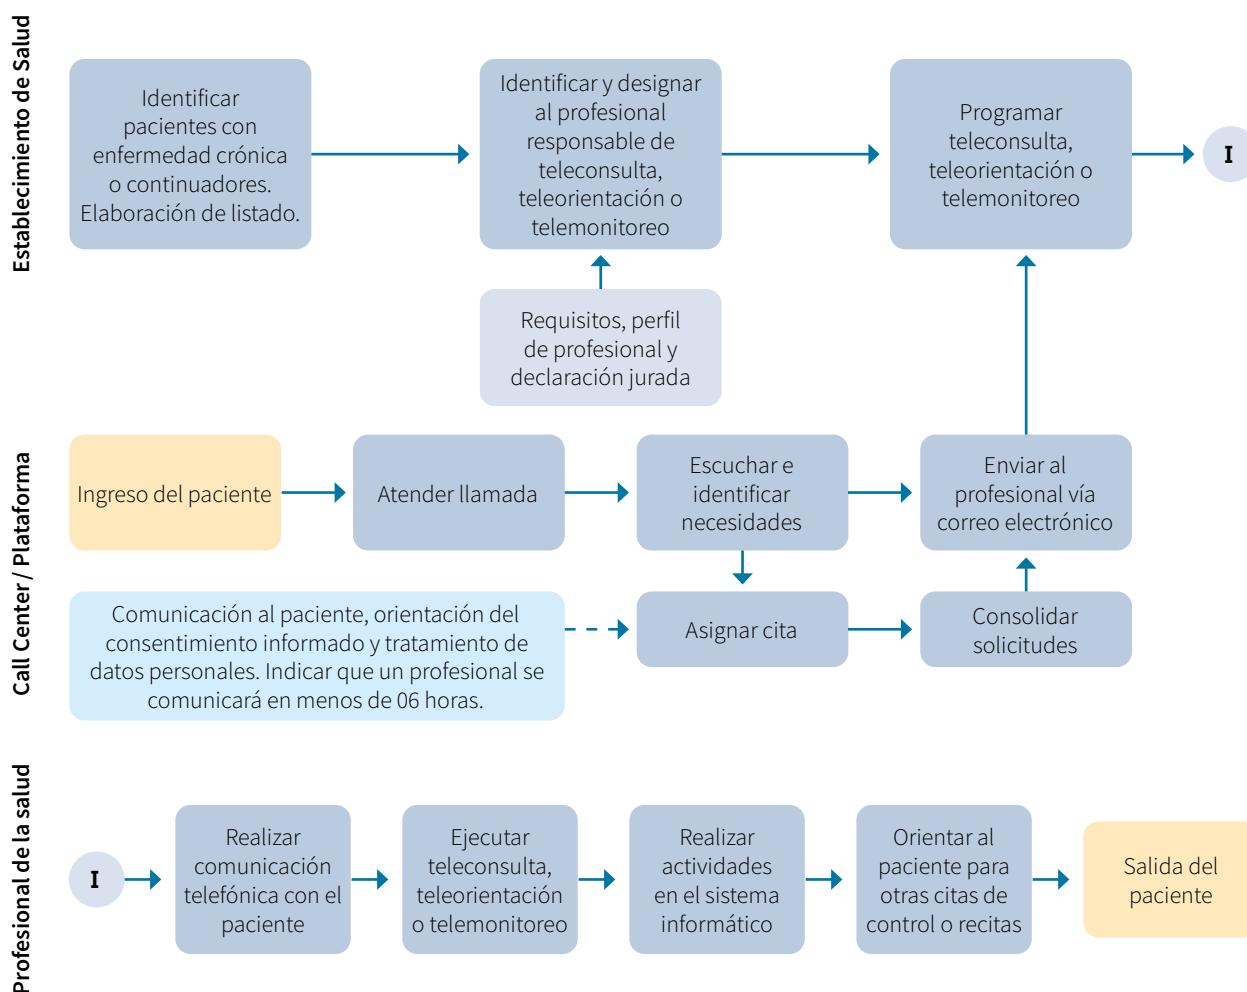 Establecimiento de Salud
Identificar
pacientes con
enfermedad crónica
o continuadores.
Elaboración de listado.
Identificar y designar
al profesional
responsable de
teleconsulta,
teleorientación o
telemonitoreo
Programar
teleconsulta,
teleorientación o
telemonitoreo
I
Requisitos, perfil
de profesional y
declaración jurada
Call Center / Plataforma
Ingreso del paciente
Atender llamada
Escuchar e
identificar
necesidades
Enviar al
profesional vía
correo electrónico
Comunicación al paciente, orientación del
consentimiento informado y tratamiento de
datos personales. Indicar que un profesional se
comunicará en menos de 06 horas.
Asignar cita
Consolidar
solicitudes
Profesional de la salud
I
Realizar
comunicación
telefónica con el
paciente
Ejecutar
teleconsulta,
teleorientación
o telemonitoreo
Realizar
actividades
en el sistema
informático
Orientar al
paciente para
otras citas de
control o recitas
Salida del
paciente